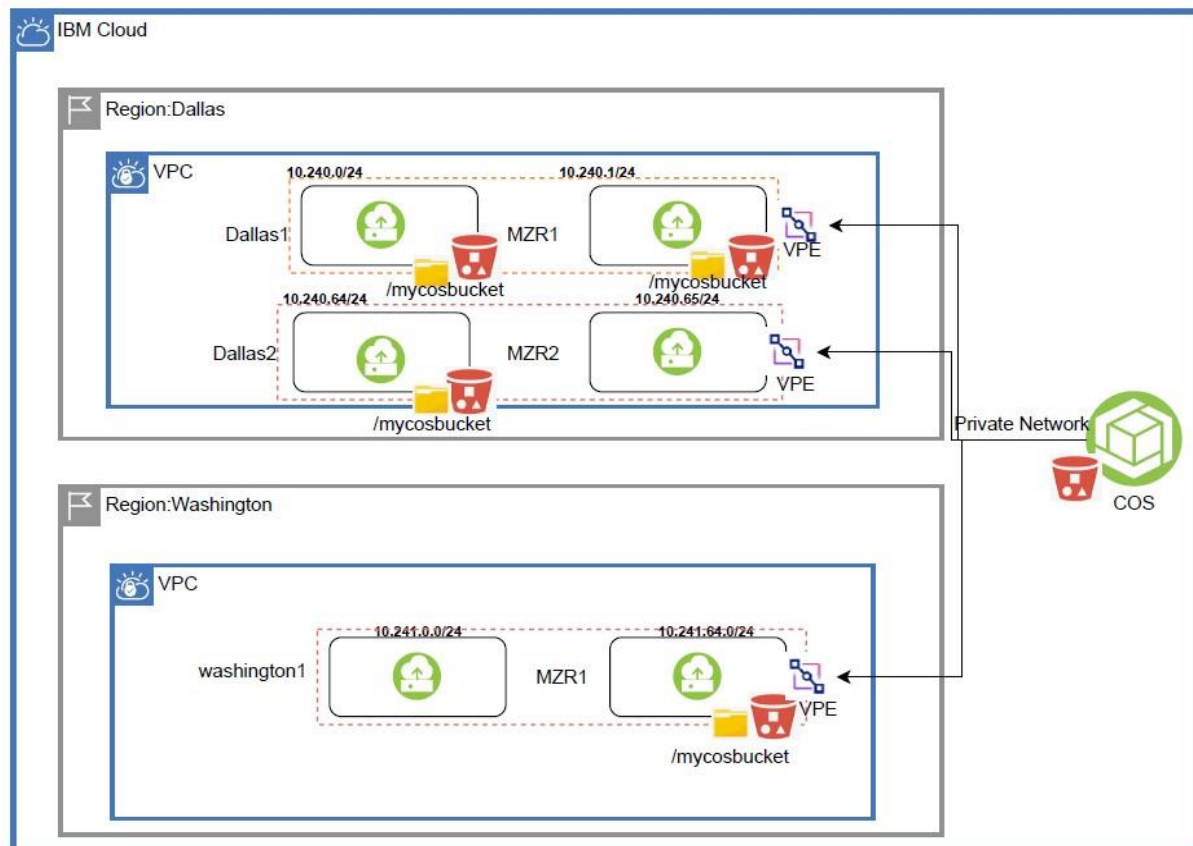 IBM Cloud
Region:Dallas
VPC
10.240.0/24
10.240.1/24
Dallas1
MZR1
VPE
/mycosbucket
/mycosbucket
10.240.64/24
10.240.65/24
Dallas2
MZR2
VPE
/mycosbucket
Private Network
COS
Region:Washington
VPC
10.241.0.0/24
10.241.64.0/24
washington1
MZR1
VPE
/mycosbucket